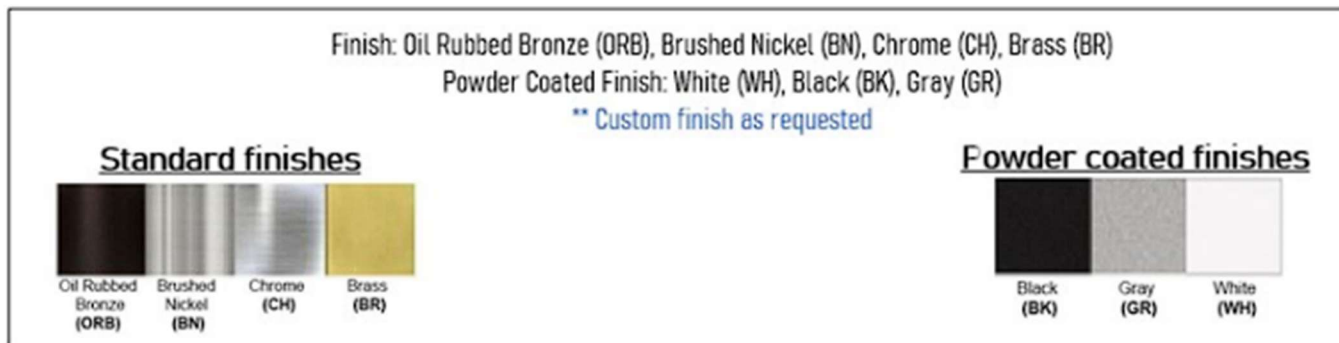 Finish: Oil Rubbed Bronze (ORB), Brushed Nickel (BN), Chrome (CH), Brass (BR)
Powder Coated Finish: White (WH), Black (BK), Gray (GR)
** Custom finish as requested
Standard finishes
Oil Rubbed
Bronze
(ORB)
Brushed
Nickel
(BN)
Chrome
(CH)
Brass
(BR)
Powder coated finishes
Black
(BK)
Gray
(GR)
White
(WH)